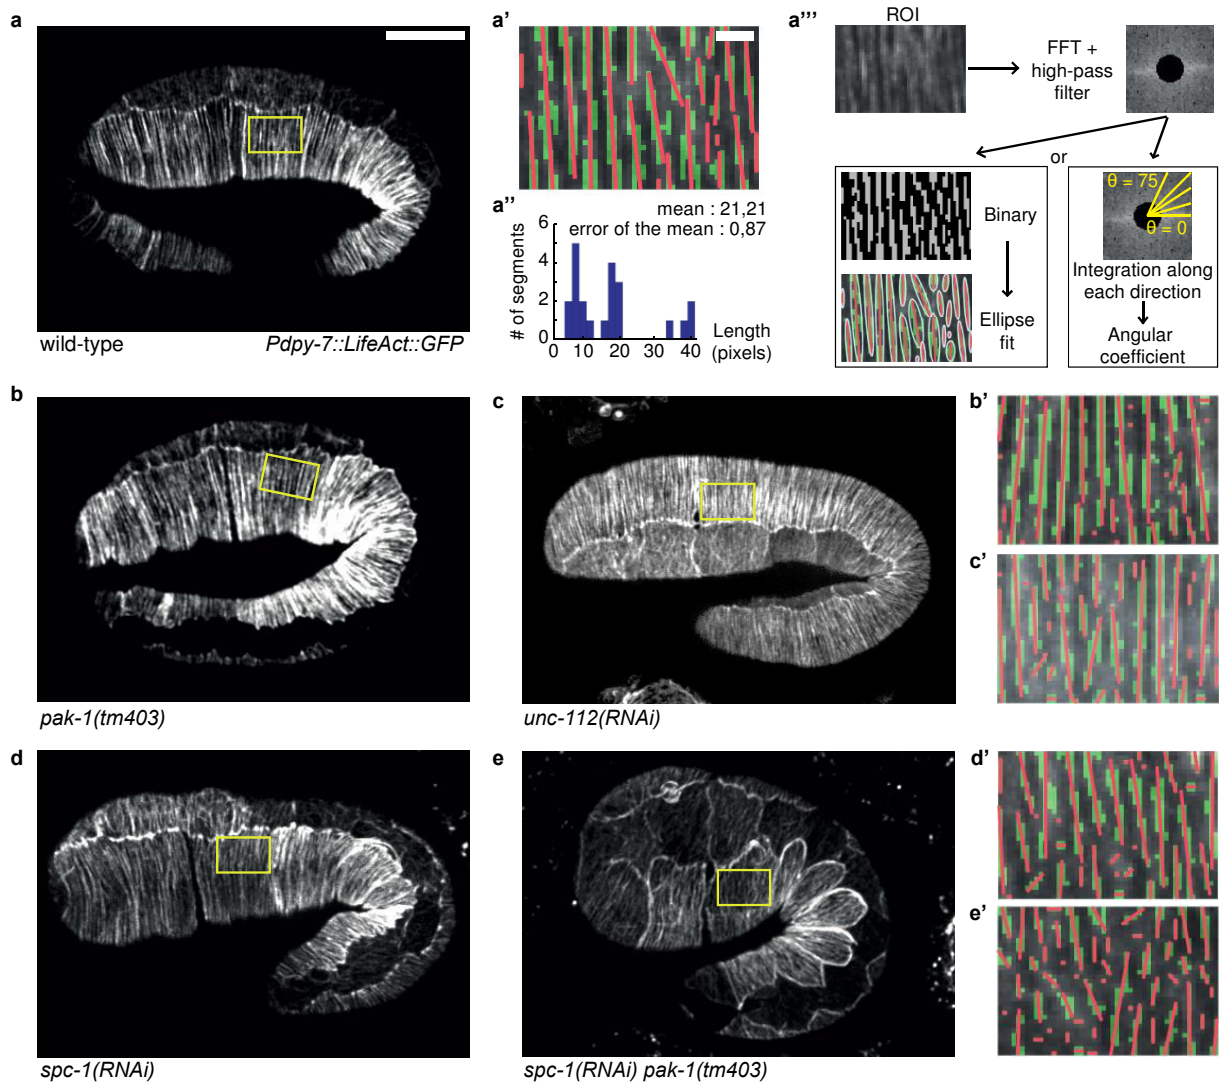 a
wild-type
Pdpy-7::LifeAct::GFP
a'
a''
mean : 21,21
error of the mean : 0,87
# of segments
6
4
2
0
0
10
20
30
40
Length
(pixels)
a'''
ROI
FFT +
high-pass
filter
or
Binary
Ellipse
fit
θ = 75
θ = 0
Integration along
each direction
Angular
coefficient
b
pak-1(tm403)
c
unc-112(RNAi)
b'
c'
d
spc-1(RNAi)
e
spc-1(RNAi) pak-1(tm403)
d'
e'